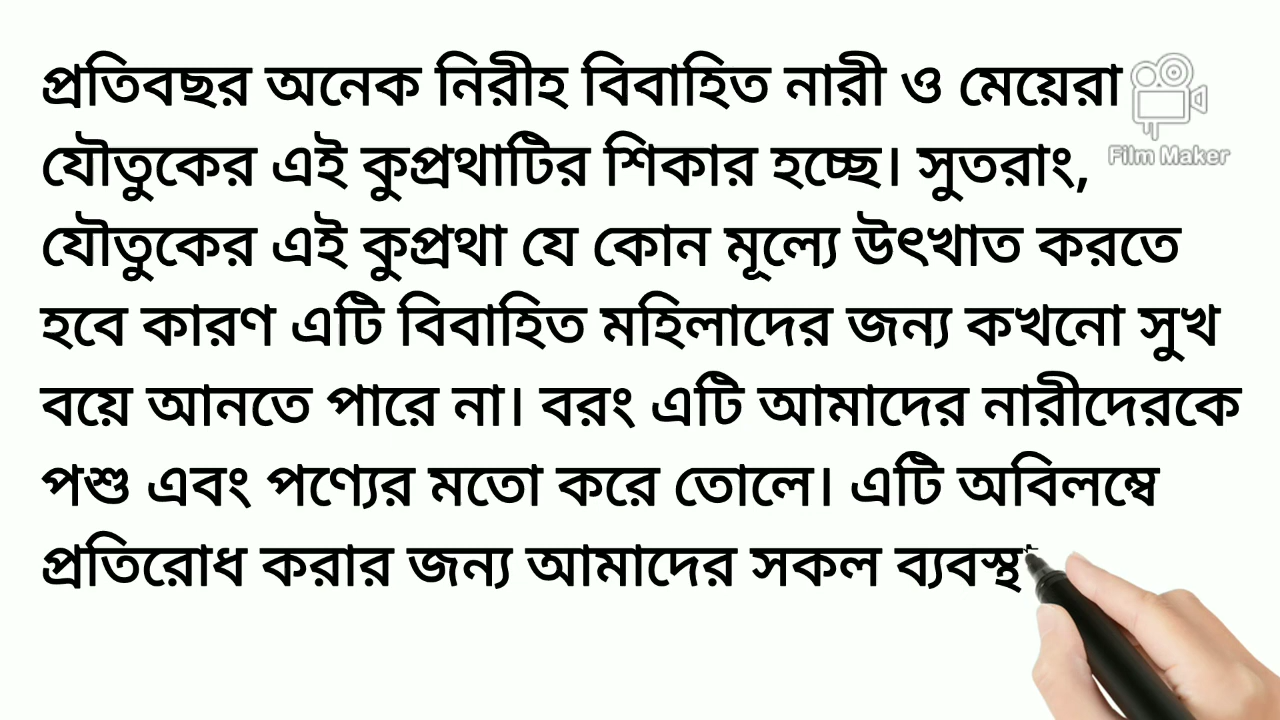 প্রতিবছর অনেক নিরীহ বিবাহিত নারী ও মেয়েরা
Film Maker
যৌতুকের এই কুপ্রথাটির শিকার হচ্ছে। সুতরাং,
যৌতুকের এই কুপ্রথা যে কোন মূল্যে উৎখাত করতে
হবে কারণ এটি বিবাহিত মহিলাদের জন্য কখনো সুখ
বয়ে আনতে পারে না। বরং এটি আমাদের নারীদেরকে
পশু এবং পণ্যের মতো করে তোলে। এটি অবিলম্বে
প্রতিরোধ করার জন্য আমাদের সকল